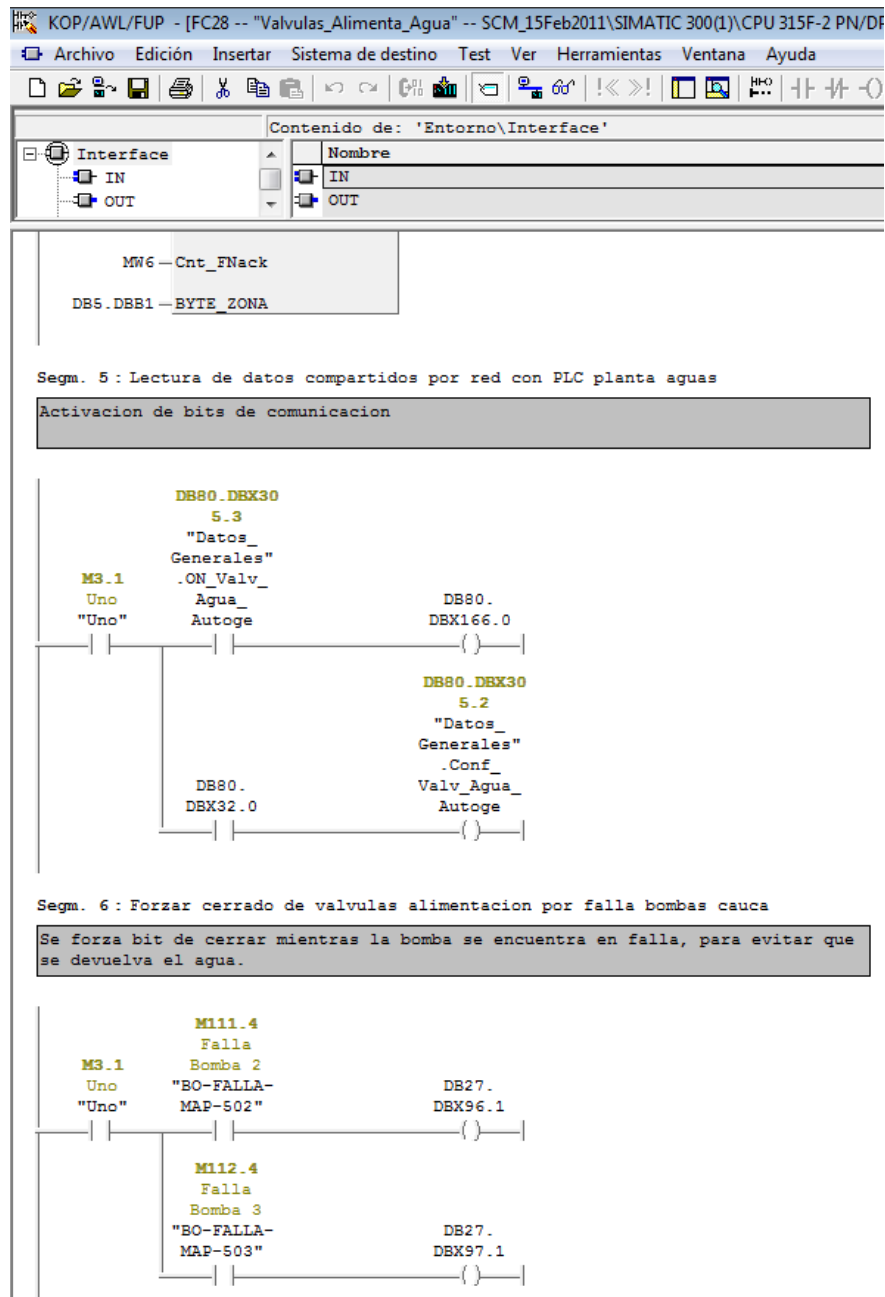 KOP/AWL/FUP - [FC28 -- "Valvulas_Alimenta_Agua" -- SCM_15Feb2011\SIMATIC 300(1)\CPU 315F-2 PN/DP
Archivo Edición Insertar Sistema de destino Test Ver Herramientas Ventana Ayuda
Contenido de: 'Entorno\Interface'
Interface
IN
OUT
Nombre
IN
OUT
MW6 Cnt_FNack
DB5.DBB1 BYTE_ZONA
Segm. 5 : Lectura de datos compartidos por red con PLC planta aguas
Activacion de bits de comunicacion
M3.1
Uno
"Uno"
DB80.DBX30
5.3
"Datos_
Generales"
.ON_Valv_
Agua_
Autoge
DB80.
DBX166.0
DB80.
DBX32.0
DB80.DBX30
5.2
"Datos_
Generales"
.Conf_
Valv_Agua_
Autoge
Segm. 6 : Forzar cerrado de valvulas alimentacion por falla bombas cauca
Se forza bit de cerrar mientras la bomba se encuentra en falla, para evitar que
se devuelva el agua.
M3.1
Uno
"Uno"
M111.4
Falla
Bomba 2
"BO-FALLA-
MAP-502"
DB27.
DBX96.1
M112.4
Falla
Bomba 3
"BO-FALLA-
MAP-503"
DB27.
DBX97.1